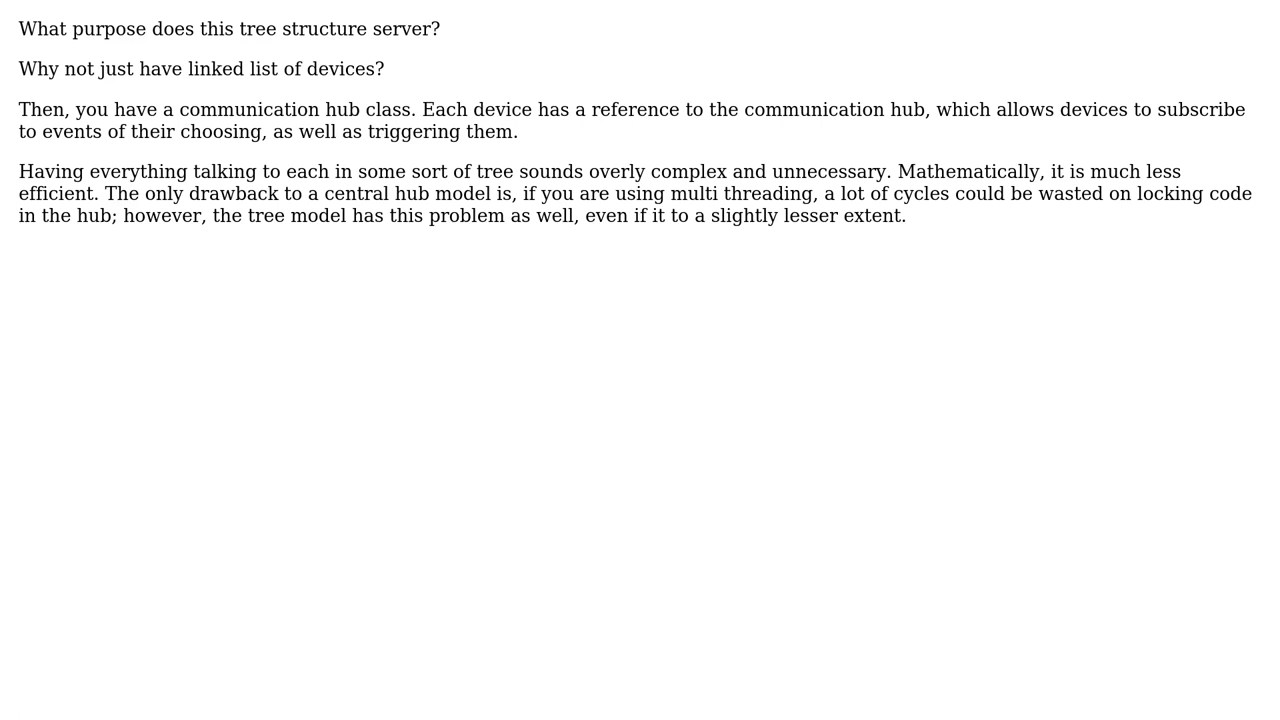 What purpose does this tree structure server?
Why not just have linked list of devices?
Then, you have a communication hub class. Each device has a reference to the communication hub, which allows devices to subscribe
to events of their choosing, as well as triggering them.
Having everything talking to each in some sort of tree sounds overly complex and unnecessary. Mathematically, it is much less
efficient. The only drawback to a central hub model is, if you are using multi threading, a lot of cycles could be wasted on locking code
in the hub; however, the tree model has this problem as well, even if it to a slightly lesser extent.